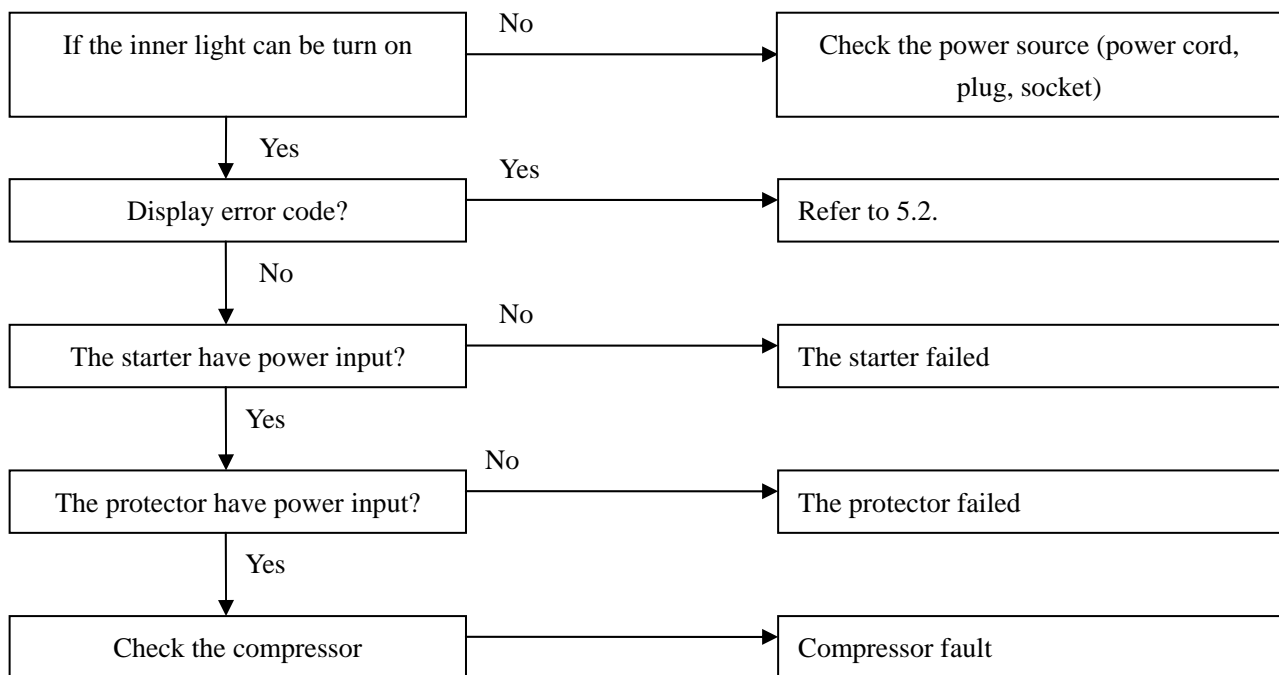 If the inner light can be turn on
No
Check the power source (power cord,
plug, socket)
Yes
Display error code?
Yes
Refer to 5.2.
No
The starter have power input?
No
The starter failed
Yes
The protector have power input?
No
The protector failed
Yes
Check the compressor
Compressor fault